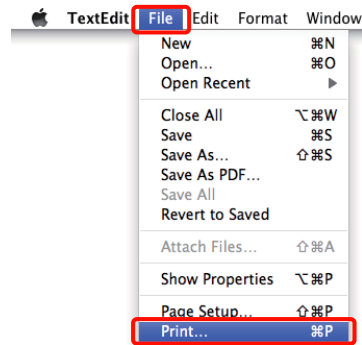 TextEdit File Edit Format Window
New ⌘N
Open... ⌘O
Open Recent ▶
Close All ⌥⌘W
Save ⌘S
Save As... ⇧⌘S
Save As PDF...
Save All
Revert to Saved
Attach Files... ⇧⌘A
Show Properties ⌥⌘P
Page Setup... ⇧⌘P
Print... ⌘P